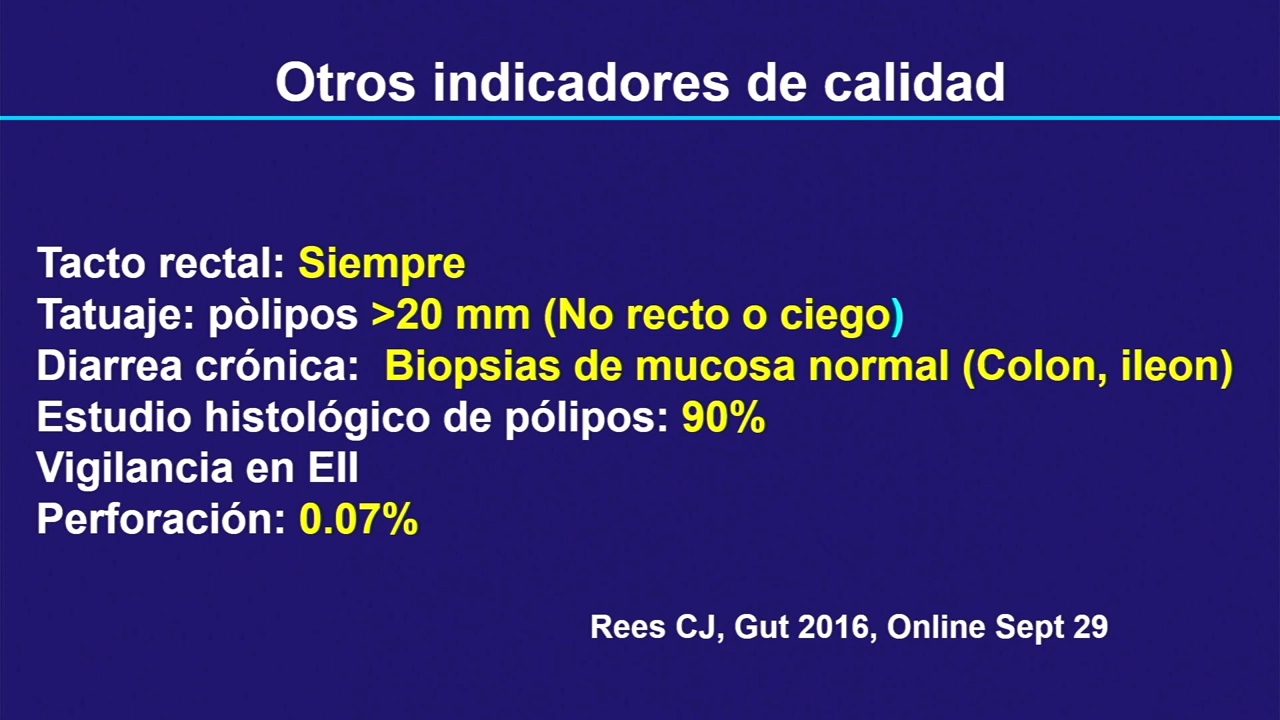 Otros indicadores de calidad
Tacto rectal: Siempre
Tatuaje: pòlipos >20 mm (No recto o ciego)
Diarrea crónica: Biopsias de mucosa normal (Colon, ileon)
Estudio histológico de pólipos: 90%
Vigilancia en EII
Perforación: 0.07%
Rees CJ, Gut 2016, Online Sept 29